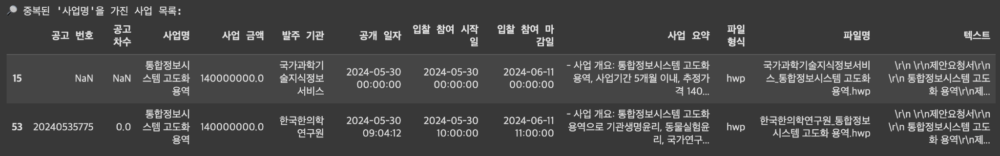 🔎 중복된 '사업명'을 가진 사업 목록:
공고 번호 공고 차수 사업명 사업 금액 발주 기관 공개 일자 입찰 참여 시작 일 입찰 참여 마 감일 사업 요약 파일 형식 파일명 텍스트
15 NaN NaN 통합정보시 스템 고도화 용역 140000000.0 국가과학기 술지식정보 서비스 2024-05-30 00:00:00 2024-05-30 00:00:00 2024-06-11 00:00:00 - 사업 개요: 통합정보시스템 고도화 용역, 사업기간 5개월 이내, 추정가 격 140... hwp 국가과학기술지식정보서비 스_통합정보시스템 고도화 용역.hwp \r\n \r\n제안요청서\r\n \r\n 통합정보시스템 고도 화 용역\r\n제...
53 20240535775 0.0 통합정보시 스템 고도화 용역 140000000.0 한국한의학 연구원 2024-05-30 09:04:12 2024-05-30 10:00:00 2024-06-11 11:00:00 - 사업 개요: 통합정보시스템 고도화 용역으로 기관생명윤리, 동물실험윤 리, 국가연구... hwp 한국한의학연구원_통합정보 시스템 고도화 용역.hwp \r\n \r\n제안요청서\r\n \r\n 통합정보시스템 고도 화 용역\r\n제...